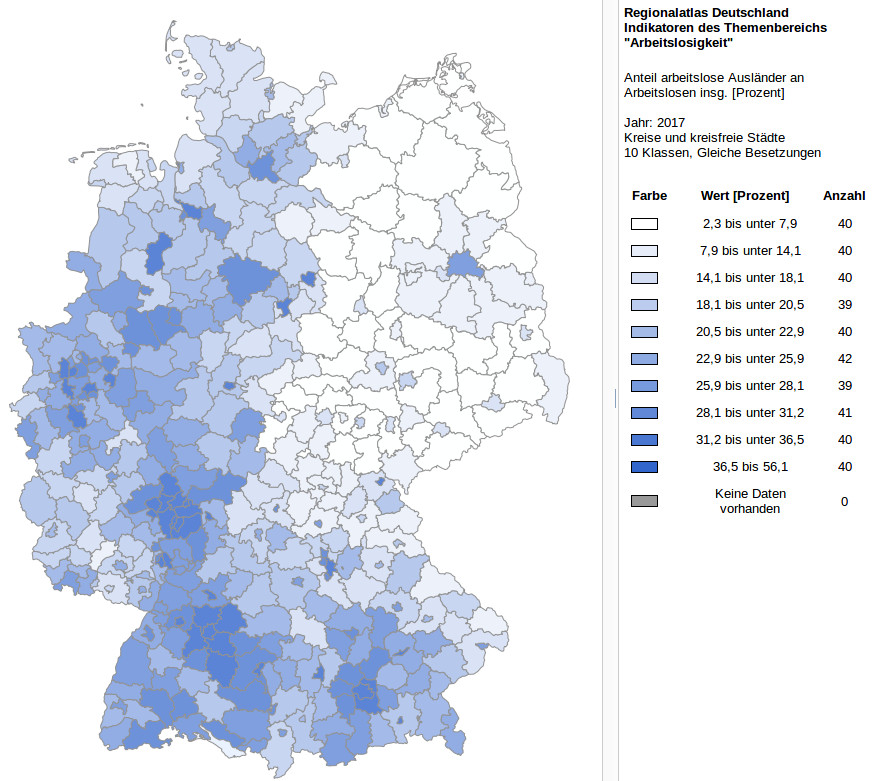 Regionalatlas Deutschland
Indikatoren des Themenbereichs
"Arbeitslosigkeit"
Anteil arbeitslose Ausländer an
Arbeitslosen insg. [Prozent]
Jahr: 2017
Kreise und kreisfreie Städte
10 Klassen, Gleiche Besetzungen
Farbe Wert [Prozent] Anzahl
2,3 bis unter 7,9 40
7,9 bis unter 14,1 40
14,1 bis unter 18,1 40
18,1 bis unter 20,5 39
20,5 bis unter 22,9 40
22,9 bis unter 25,9 42
25,9 bis unter 28,1 39
28,1 bis unter 31,2 41
31,2 bis unter 36,5 40
36,5 bis 56,1 40
Keine Daten
vorhanden 0